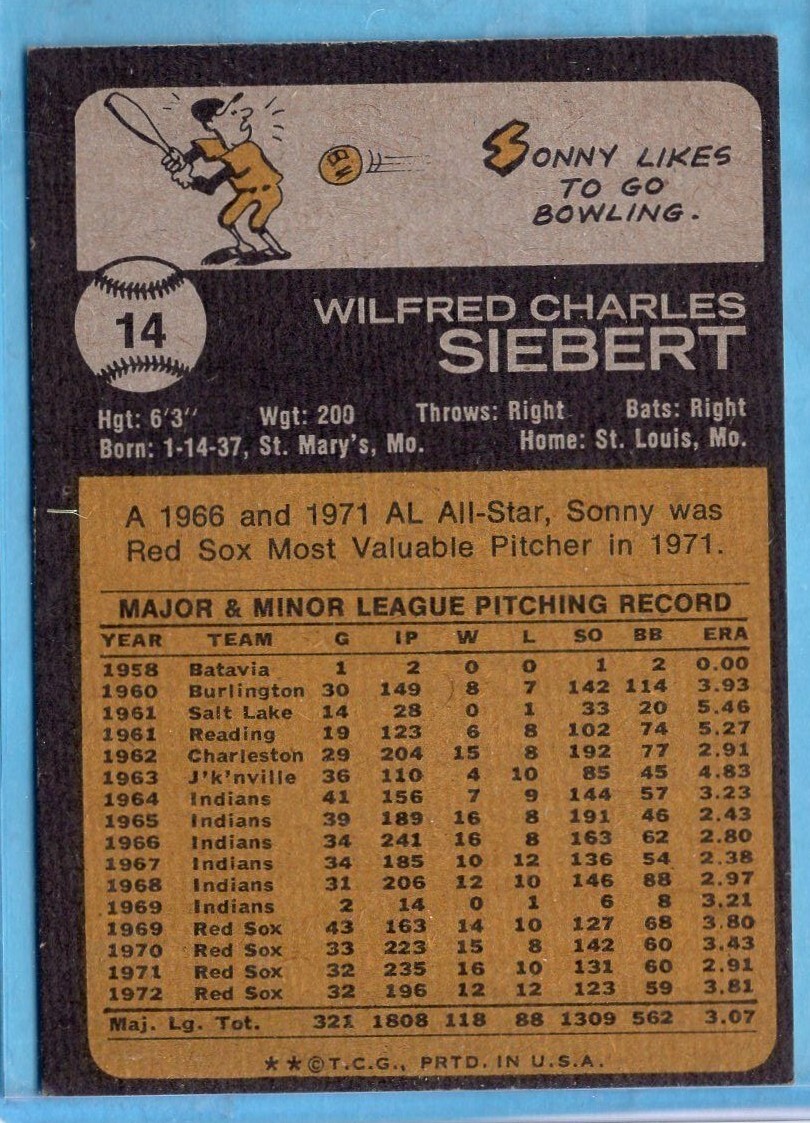 SONNY LIKES
TO GO
BOWLING.
14
WILFRED CHARLES
SIEBERT
Hgt: 6'3" Wgt: 200 Throws: Right Bats: Right
Born: 1-14-37, St. Mary's, Mo. Home: St. Louis, Mo.
A 1966 and 1971 AL All-Star, Sonny was
Red Sox Most Valuable Pitcher in 1971.
MAJOR & MINOR LEAGUE PITCHING RECORD
YEAR TEAM G IP W L SO BB ERA
1958 Batavia 1 2 0 0 1 2 0.00
1960 Burlington 30 149 8 7 142 114 3.93
1961 Salt Lake 14 28 0 1 33 20 5.46
1961 Reading 19 123 6 8 102 74 5.27
1962 Charleston 29 204 15 8 192 77 2.91
1963 J'k'nville 36 110 4 10 85 45 4.83
1964 Indians 41 156 7 9 144 57 3.23
1965 Indians 39 189 16 8 191 46 2.43
1966 Indians 34 241 16 8 163 62 2.80
1967 Indians 34 185 10 12 136 54 2.38
1968 Indians 31 206 12 10 146 88 2.97
1969 Indians 2 14 0 1 6 8 3.21
1969 Red Sox 43 163 14 10 127 68 3.80
1970 Red Sox 33 223 15 8 142 60 3.43
1971 Red Sox 32 235 16 10 131 60 2.91
1972 Red Sox 32 196 12 12 123 59 3.81
Maj. Lg. Tot. 321 1808 118 88 1309 562 3.07
★★©T.C.G., PRTD. IN U.S.A.